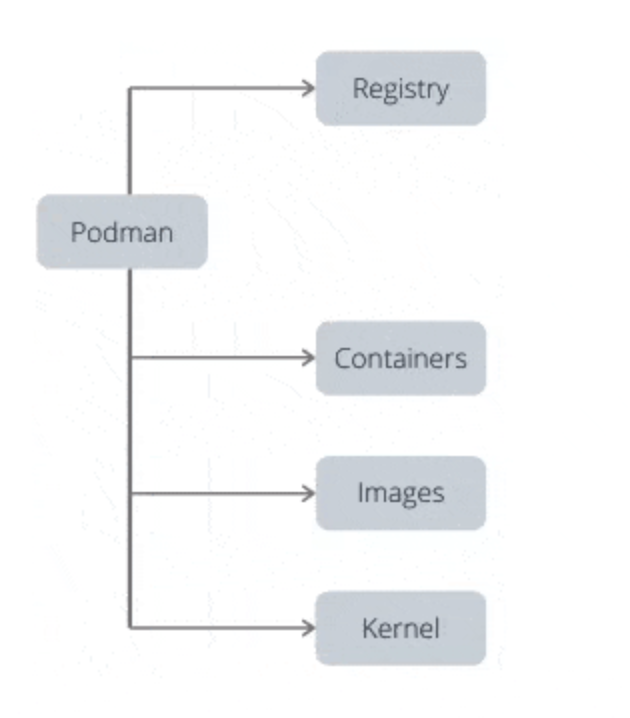 Registry
Podman
Containers
Images
Kernel